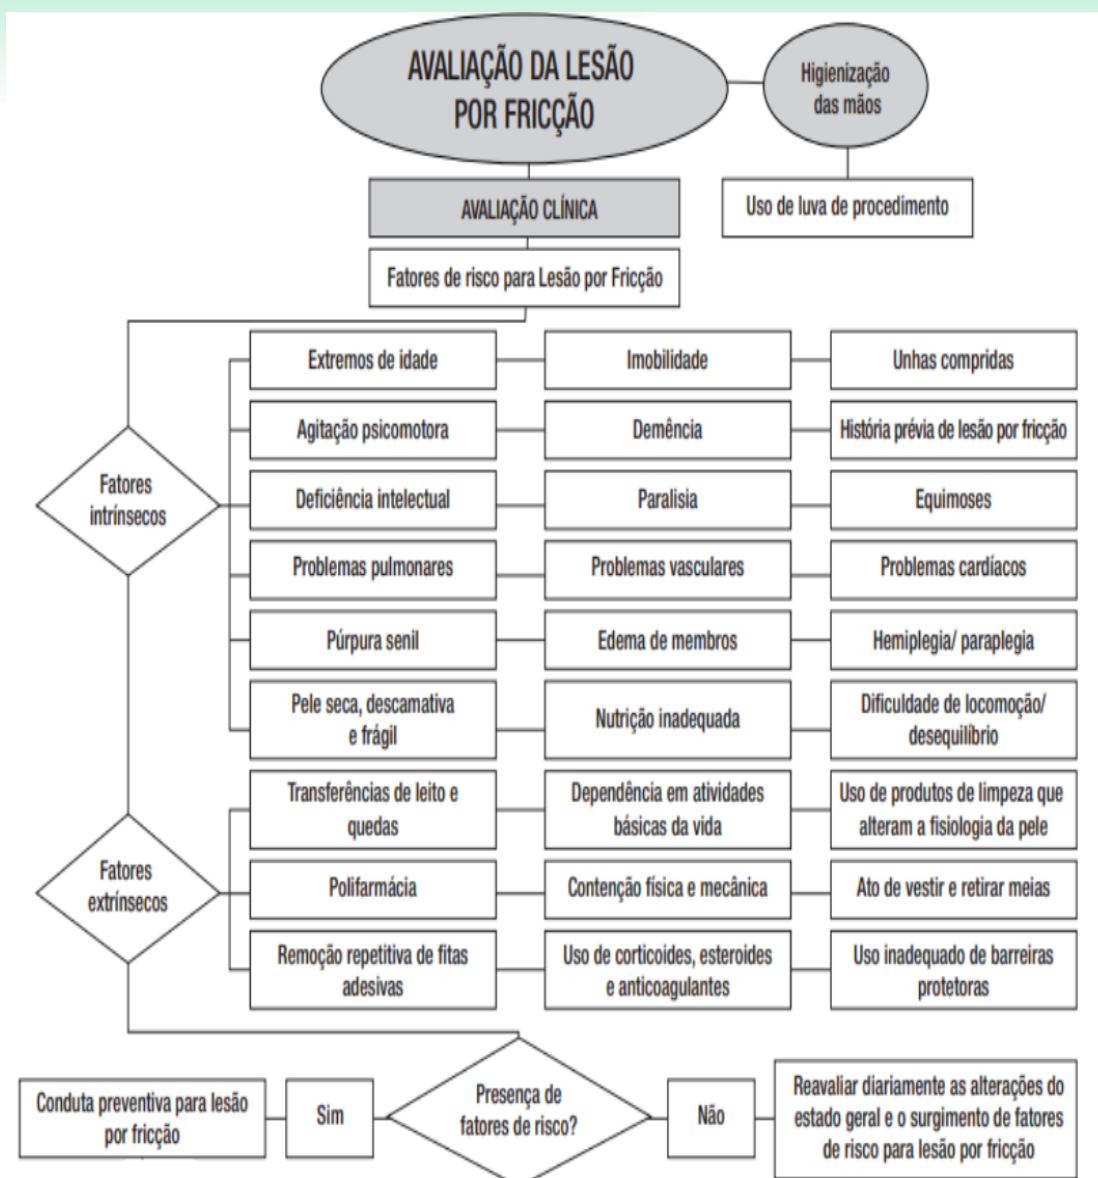 AVALIAÇÃO DA LESÃO
POR FRICÇÃO
Higienização
das mãos
AVALIAÇÃO CLÍNICA
Uso de luva de procedimento
Fatores de risco para Lesão por Fricção
Fatores
intrínsecos
Extremos de idade
Imobilidade
Unhas compridas
Agitação psicomotora
Demência
História prévia de lesão por fricção
Deficiência intelectual
Paralisia
Equimoses
Problemas pulmonares
Problemas vasculares
Problemas cardíacos
Púrpura senil
Edema de membros
Hemiplegia/ paraplegia
Pele seca, descamativa
e frágil
Nutrição inadequada
Dificuldade de locomoção/
desequilíbrio
Fatores
extrínsecos
Transferências de leito e
quedas
Dependência em atividades
básicas da vida
Uso de produtos de limpeza que
alteram a fisiologia da pele
Polifarmácia
Contenção física e mecânica
Ato de vestir e retirar meias
Remoção repetitiva de fitas
adesivas
Uso de corticoides, esteroides
e anticoagulantes
Uso inadequado de barreiras
protetoras
Conduta preventiva para lesão
por fricção
Sim
Presença de
fatores de risco?
Não
Reavaliar diariamente as alterações do
estado geral e o surgimento de fatores
de risco para lesão por fricção